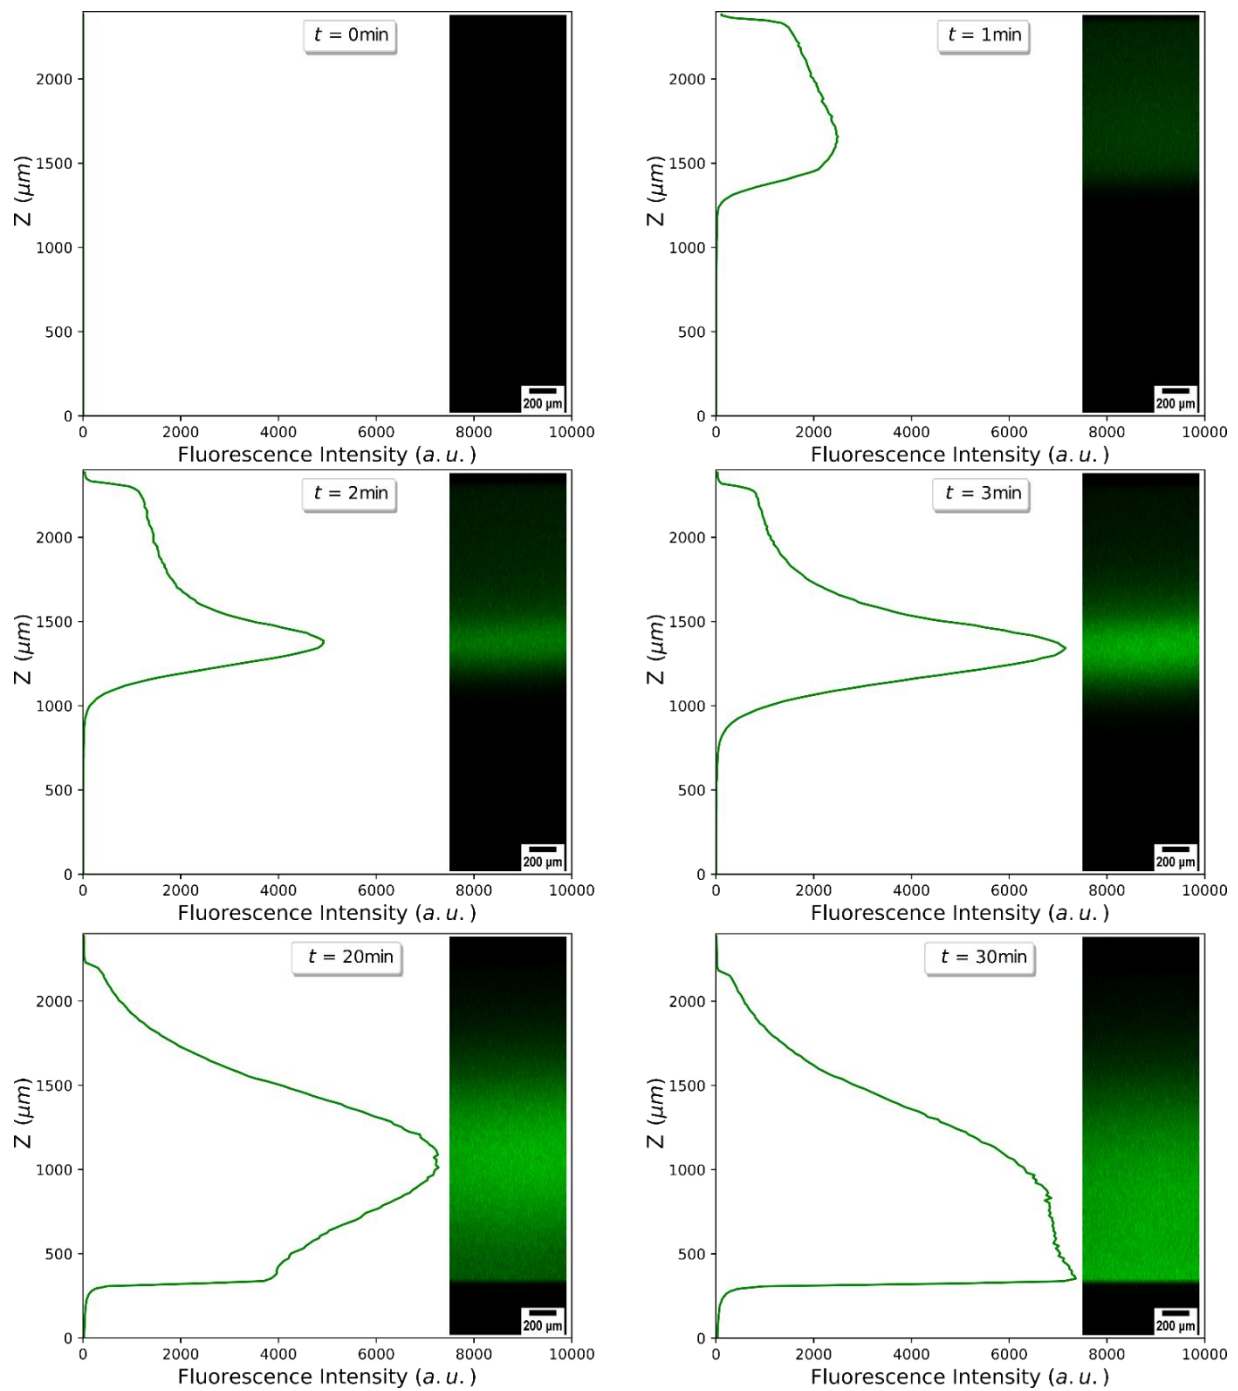 t = 0min
2000
1500
1000
500
0
Z (μm)
0 2000 4000 6000 8000 10000
Fluorescence Intensity (a.u.)
200 μm
t = 1min
2000
1500
1000
500
0
Z (μm)
0 2000 4000 6000 8000 10000
Fluorescence Intensity (a.u.)
200 μm
t = 2min
2000
1500
1000
500
0
Z (μm)
0 2000 4000 6000 8000 10000
Fluorescence Intensity (a.u.)
200 μm
t = 3min
2000
1500
1000
500
0
Z (μm)
0 2000 4000 6000 8000 10000
Fluorescence Intensity (a.u.)
200 μm
t = 20min
2000
1500
1000
500
0
Z (μm)
0 2000 4000 6000 8000 10000
Fluorescence Intensity (a.u.)
200 μm
t = 30min
2000
1500
1000
500
0
Z (μm)
0 2000 4000 6000 8000 10000
Fluorescence Intensity (a.u.)
200 μm